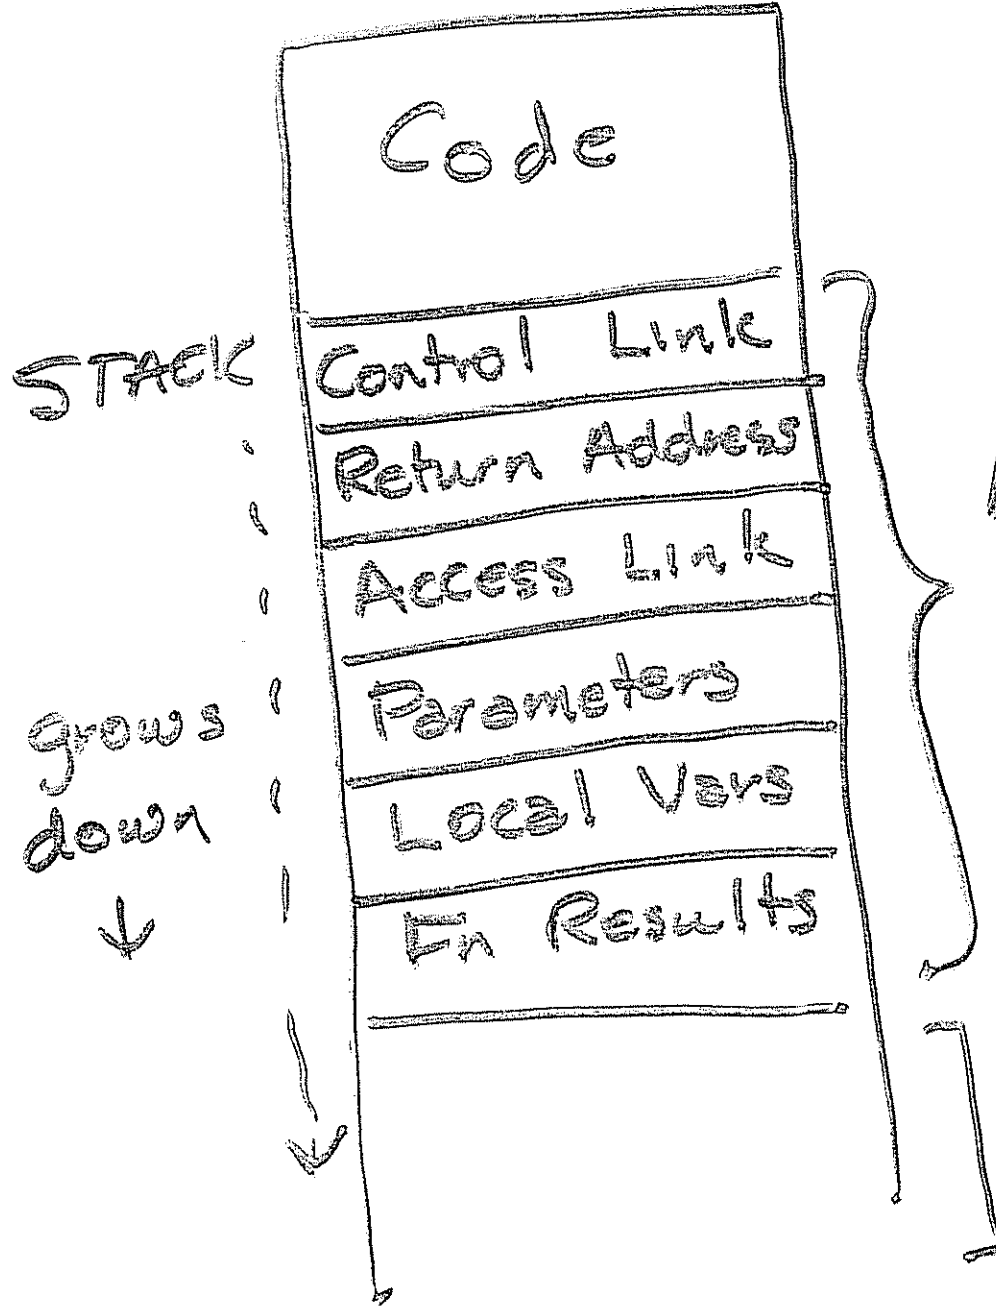 Code
STACK
Control Link
Return Address
Access Link
Parameters
grows
down
Local Vars
Fn Results